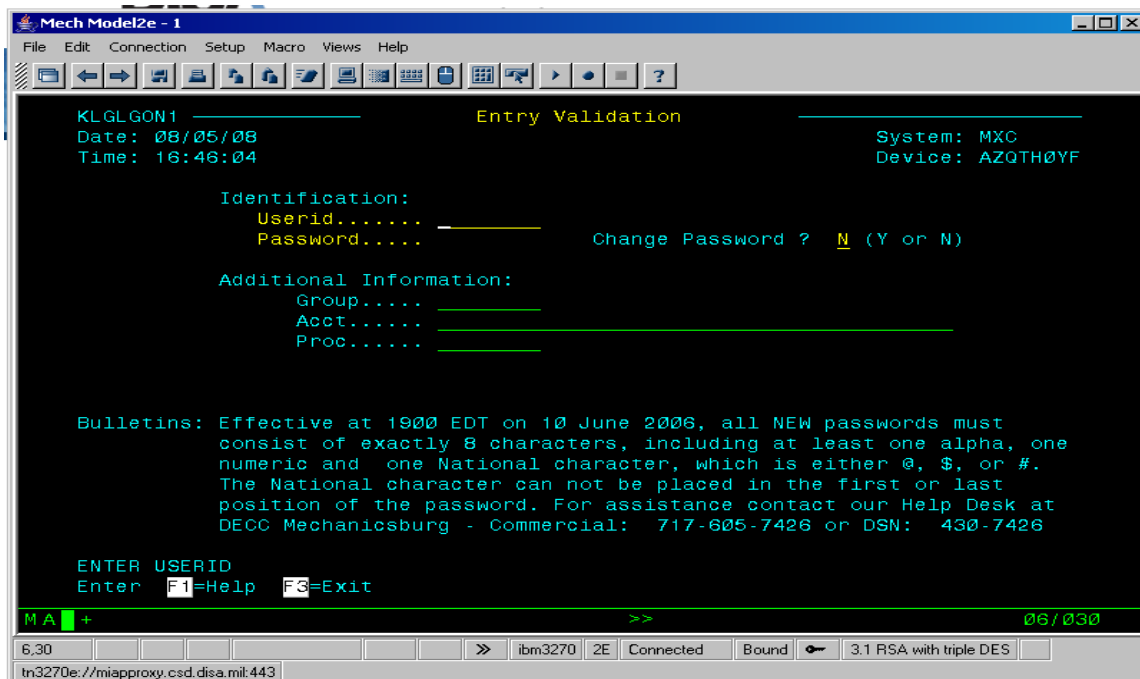 Mech Model2e - 1
File Edit Connection Setup Macro Views Help
KLGLGON1 Entry Validation
Date: 08/05/08 System: MXC
Time: 16:46:04 Device: AZQTH0YF
Identification:
Userid.......
Password..... Change Password ? N (Y or N)
Additional Information:
Group.....
Acct......
Proc......
Bulletins: Effective at 1900 EDT on 10 June 2006, all NEW passwords must
consist of exactly 8 characters, including at least one alpha, one
numeric and one National character, which is either @, $, or #.
The National character can not be placed in the first or last
position of the password. For assistance contact our Help Desk at
DECC Mechanicsburg - Commercial: 717-605-7426 or DSN: 430-7426
ENTER USERID
Enter F1=Help F3=Exit
MA + >> 06/030
6,30 ibm3270 2E Connected Bound 3.1 RSA with triple DES
tn3270e://miapproxy.csd.disa.mil:443